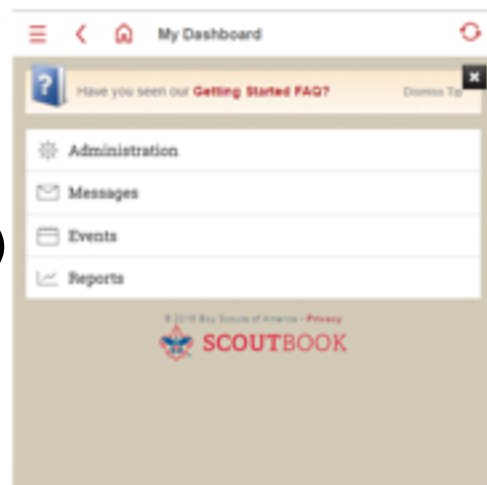 My Dashboard
?
Have you seen our Getting Started FAQ? Dismiss Tip
Administration
Messages
Events
Reports
Boy Scouts of America - Privacy
SCOUTBOOK